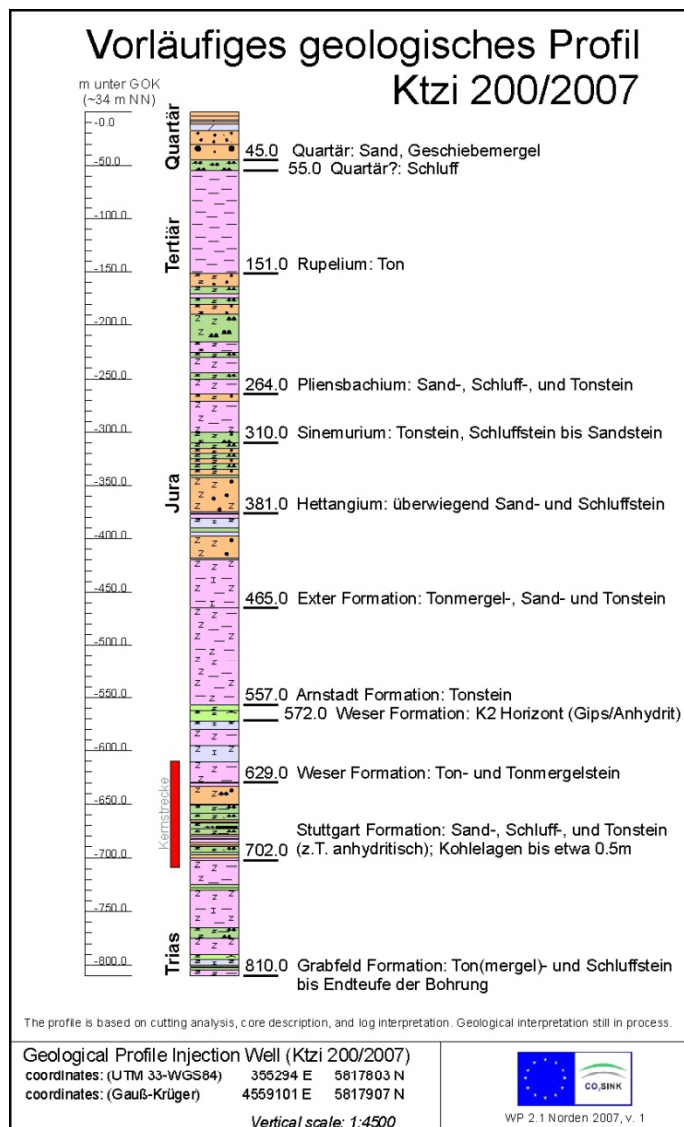 Vorläufiges geologisches Profil
Ktzi 200/2007
m unter GOK
(~34 m NN)
-0.0
-50.0
-100.0
-150.0
-200.0
-250.0
-300.0
-350.0
-400.0
-450.0
-500.0
-550.0
-600.0
-650.0
-700.0
-750.0
-800.0
Quartär
Tertiär
Jura
Trias
Kernstrecke
45.0 Quartär: Sand, Geschiebemergel
55.0 Quartär?: Schluff
151.0 Rupelium: Ton
264.0 Pliensbachium: Sand-, Schluff-, und Tonstein
310.0 Sinemurium: Tonstein, Schluffstein bis Sandstein
381.0 Hettangium: überwiegend Sand- und Schluffstein
465.0 Exter Formation: Tonmergel-, Sand- und Tonstein
557.0 Arnstadt Formation: Tonstein
572.0 Weser Formation: K2 Horizont (Gips/Anhydrit)
629.0 Weser Formation: Ton- und Tonmergelstein
Stuttgart Formation: Sand-, Schluff-, und Tonstein
702.0 (z.T. anhydritisch); Kohlelagen bis etwa 0.5m
810.0 Grabfeld Formation: Ton(mergel)- und Schluffstein
bis Endteufe der Bohrung
The profile is based on cutting analysis, core description, and log interpretation. Geological interpretation still in process.
Geological Profile Injection Well (Ktzi 200/2007)
coordinates: (UTM 33-WGS84) 355294 E 5817803 N
coordinates: (Gauß-Krüger) 4559101 E 5817907 N
Vertical scale: 1:4500
CO₂SINK
WP 2.1 Norden 2007, v. 1